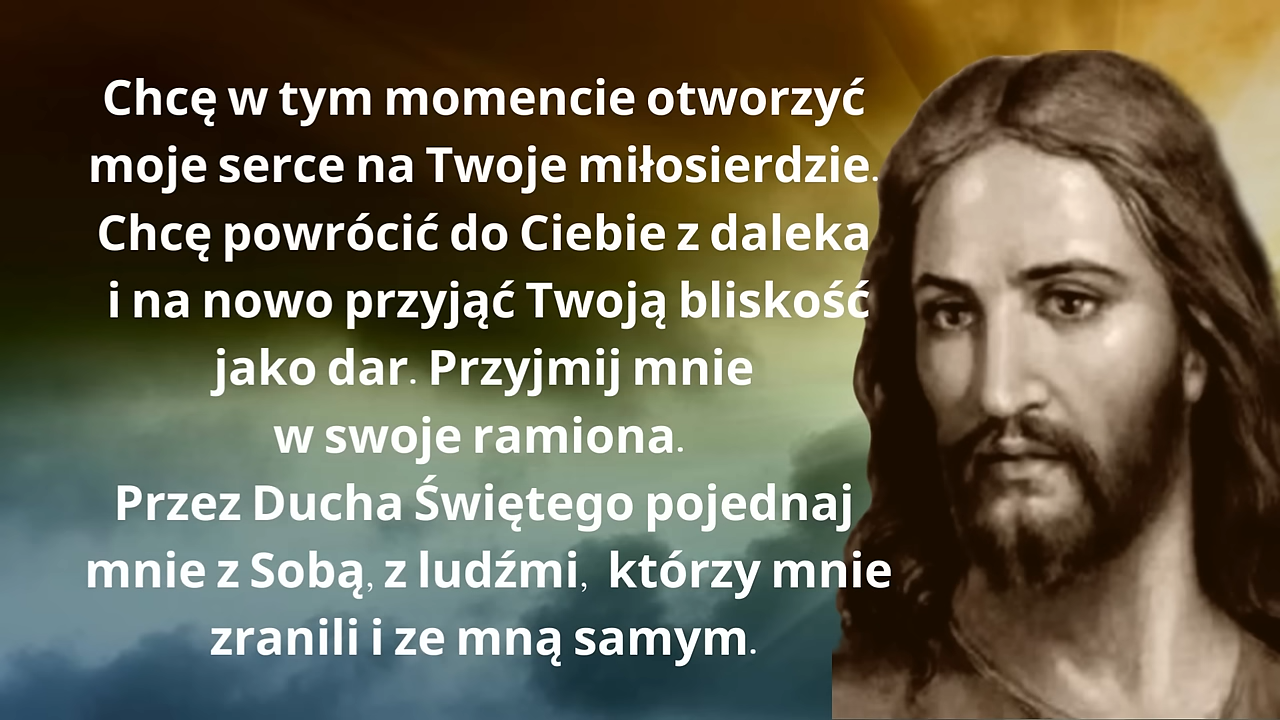 Chcę w tym momencie otworzyć
moje serce na Twoje miłosierdzie.
Chcę powrócić do Ciebie z daleka
i na nowo przyjąć Twoją bliskość
jako dar. Przyjmij mnie
w swoje ramiona.
Przez Ducha Świętego pojednaj
mnie z Sobą, z ludźmi, którzy mnie
zranili i ze mną samym.